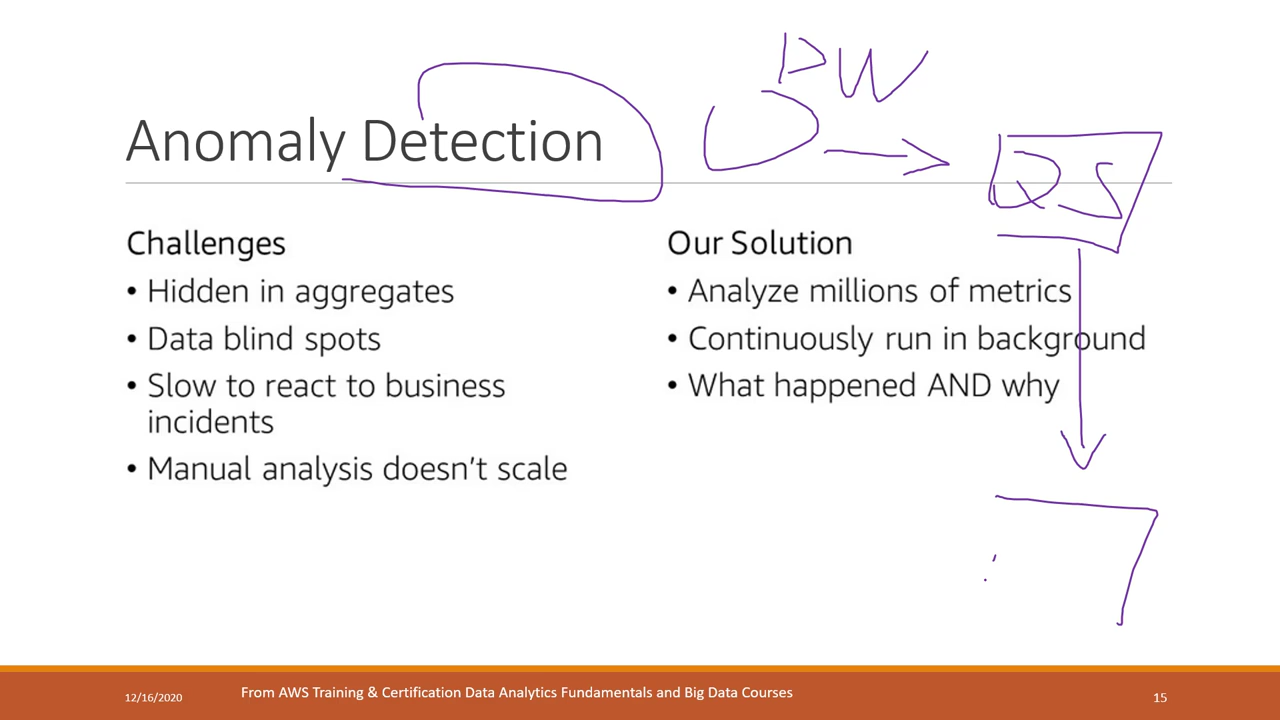 DW
Anomaly Detection
QS
Challenges
• Hidden in aggregates
• Data blind spots
• Slow to react to business
incidents
• Manual analysis doesn't scale
Our Solution
• Analyze millions of metrics
• Continuously run in background
• What happened AND why
12/16/2020
From AWS Training & Certification Data Analytics Fundamentals and Big Data Courses
15